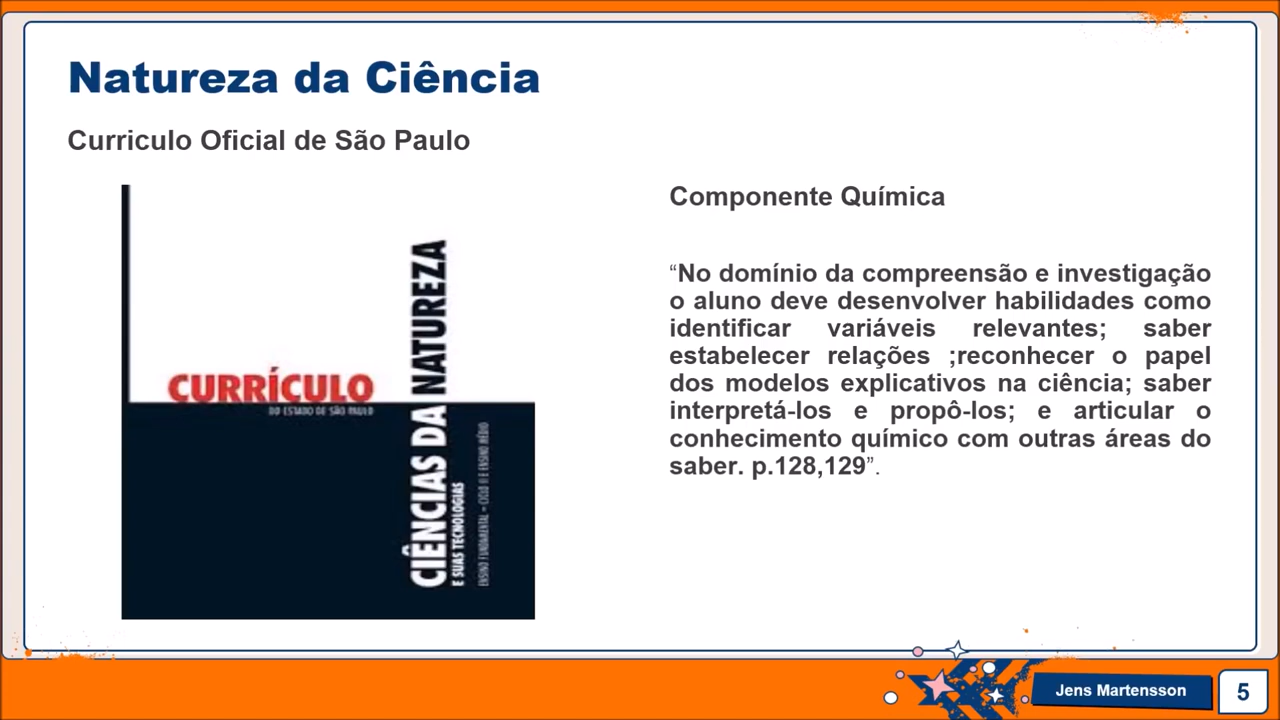 Natureza da Ciência
Curriculo Oficial de São Paulo
CURRÍCULO
DO ESTADO DE SÃO PAULO
CIÊNCIAS DA NATUREZA
E SUAS TECNOLOGIAS
ENSINO FUNDAMENTAL – CICLO II E ENSINO MÉDIO
Componente Química
“No domínio da compreensão e investigação
o aluno deve desenvolver habilidades como
identificar variáveis relevantes; saber
estabelecer relações ;reconhecer o papel
dos modelos explicativos na ciência; saber
interpretá-los e propô-los; e articular o
conhecimento químico com outras áreas do
saber. p.128,129”.
Jens Martensson
5